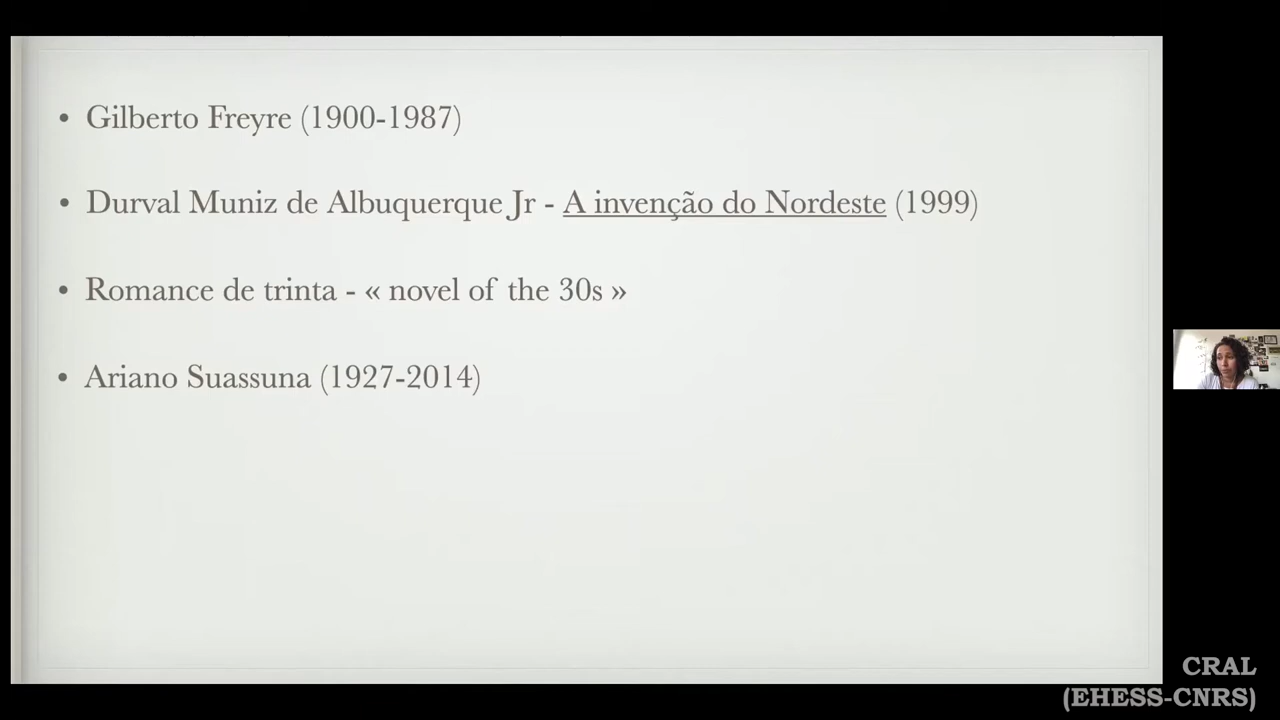 • Gilberto Freyre (1900-1987)
• Durval Muniz de Albuquerque Jr - A invenção do Nordeste (1999)
• Romance de trinta - « novel of the 30s »
• Ariano Suassuna (1927-2014)
CRAL
(EHESS-CNRS)